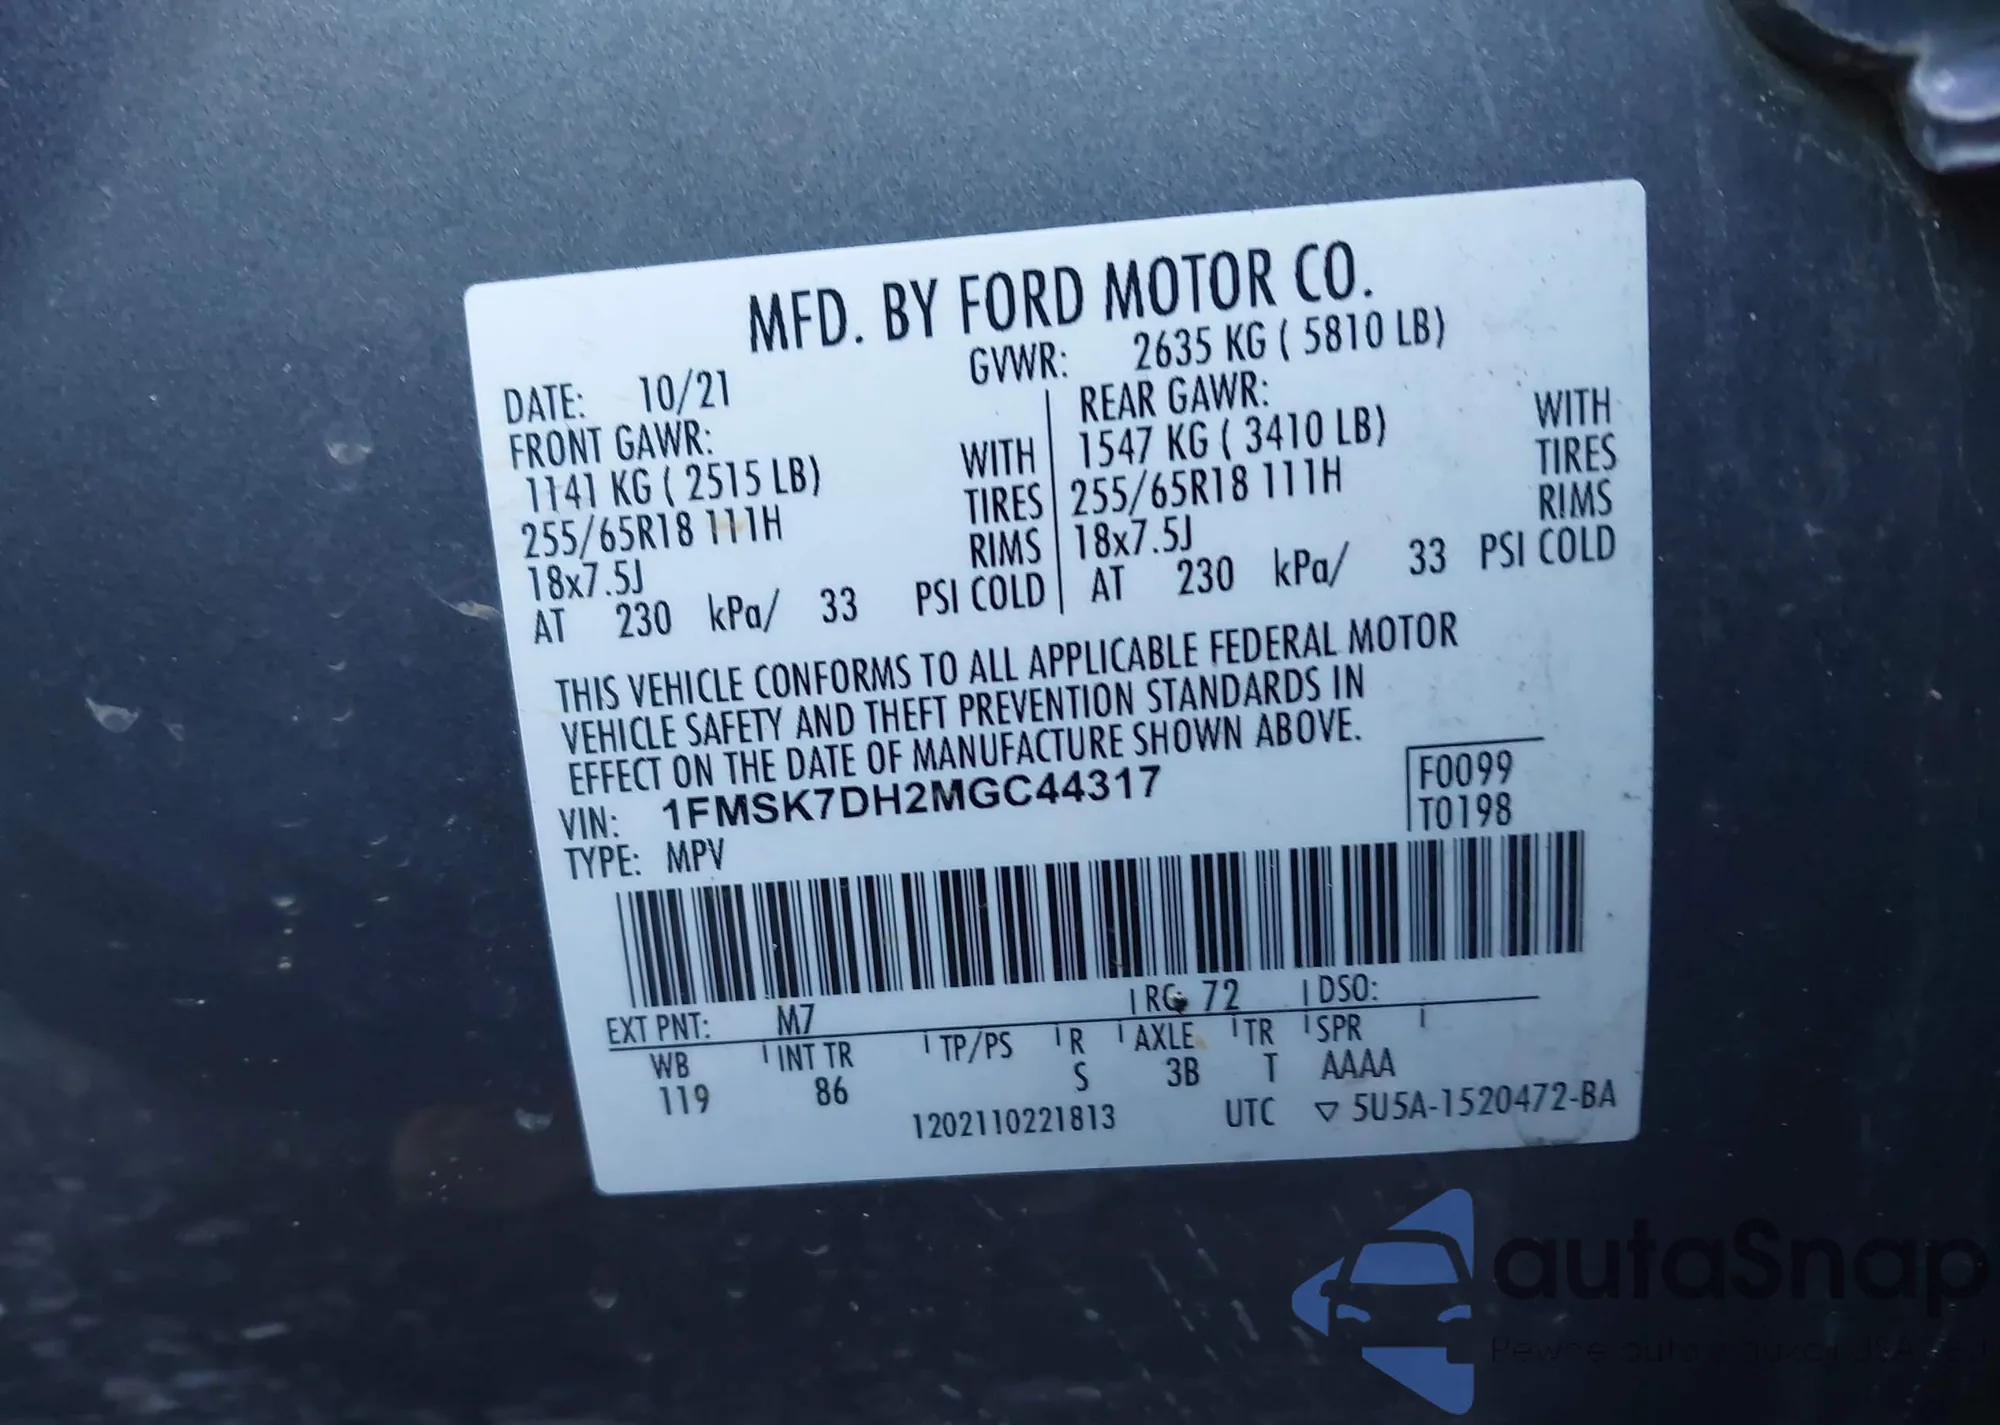 MFD. BY FORD MOTOR CO.
DATE: 10/21 GVWR: 2635 KG ( 5810 LB)
FRONT GAWR: REAR GAWR:
1141 KG ( 2515 LB) WITH 1547 KG ( 3410 LB) WITH
255/65R18 111H TIRES 255/65R18 111H TIRES
18x7.5J RIMS 18x7.5J RIMS
AT 230 kPa/ 33 PSI COLD AT 230 kPa/ 33 PSI COLD
THIS VEHICLE CONFORMS TO ALL APPLICABLE FEDERAL MOTOR
VEHICLE SAFETY AND THEFT PREVENTION STANDARDS IN
EFFECT ON THE DATE OF MANUFACTURE SHOWN ABOVE.
VIN: 1FMSK7DH2MGC44317 F0099
TYPE: MPV T0198
EXT PNT: M7 RC: 72 DSO:
WB INT TR TP/PS R AXLE TR SPR
119 86 S 3B T AAAA
1202110221813 UTC ▽ 5U5A-1520472-BA
autaSnap